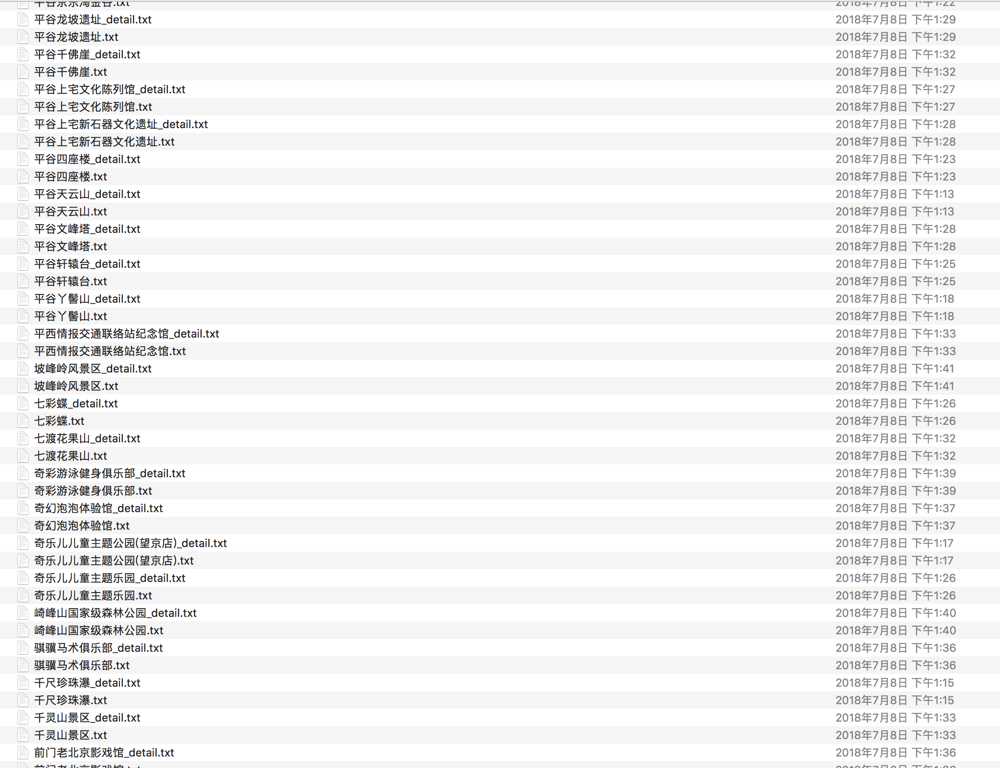 平谷龙坡遗址_detail.txt 2018年7月8日 下午1:29
平谷龙坡遗址.txt 2018年7月8日 下午1:29
平谷千佛崖_detail.txt 2018年7月8日 下午1:32
平谷千佛崖.txt 2018年7月8日 下午1:32
平谷上宅文化陈列馆_detail.txt 2018年7月8日 下午1:27
平谷上宅文化陈列馆.txt 2018年7月8日 下午1:27
平谷上宅新石器文化遗址_detail.txt 2018年7月8日 下午1:28
平谷上宅新石器文化遗址.txt 2018年7月8日 下午1:28
平谷四座楼_detail.txt 2018年7月8日 下午1:23
平谷四座楼.txt 2018年7月8日 下午1:23
平谷天云山_detail.txt 2018年7月8日 下午1:13
平谷天云山.txt 2018年7月8日 下午1:13
平谷文峰塔_detail.txt 2018年7月8日 下午1:28
平谷文峰塔.txt 2018年7月8日 下午1:28
平谷轩辕台_detail.txt 2018年7月8日 下午1:25
平谷轩辕台.txt 2018年7月8日 下午1:25
平谷丫髻山_detail.txt 2018年7月8日 下午1:18
平谷丫髻山.txt 2018年7月8日 下午1:18
平西情报交通联络站纪念馆_detail.txt 2018年7月8日 下午1:33
平西情报交通联络站纪念馆.txt 2018年7月8日 下午1:33
坡峰岭风景区_detail.txt 2018年7月8日 下午1:41
坡峰岭风景区.txt 2018年7月8日 下午1:41
七彩蝶_detail.txt 2018年7月8日 下午1:26
七彩蝶.txt 2018年7月8日 下午1:26
七渡花果山_detail.txt 2018年7月8日 下午1:32
七渡花果山.txt 2018年7月8日 下午1:32
奇彩游泳健身俱乐部_detail.txt 2018年7月8日 下午1:39
奇彩游泳健身俱乐部.txt 2018年7月8日 下午1:39
奇幻泡泡体验馆_detail.txt 2018年7月8日 下午1:37
奇幻泡泡体验馆.txt 2018年7月8日 下午1:37
奇乐儿儿童主题公园(望京店)_detail.txt 2018年7月8日 下午1:17
奇乐儿儿童主题公园(望京店).txt 2018年7月8日 下午1:17
奇乐儿儿童主题乐园_detail.txt 2018年7月8日 下午1:26
奇乐儿儿童主题乐园.txt 2018年7月8日 下午1:26
崎峰山国家级森林公园_detail.txt 2018年7月8日 下午1:40
崎峰山国家级森林公园.txt 2018年7月8日 下午1:40
骐骥马术俱乐部_detail.txt 2018年7月8日 下午1:36
骐骥马术俱乐部.txt 2018年7月8日 下午1:36
千尺珍珠瀑_detail.txt 2018年7月8日 下午1:15
千尺珍珠瀑.txt 2018年7月8日 下午1:15
千灵山景区_detail.txt 2018年7月8日 下午1:33
千灵山景区.txt 2018年7月8日 下午1:33
前门老北京影戏馆_detail.txt 2018年7月8日 下午1:36